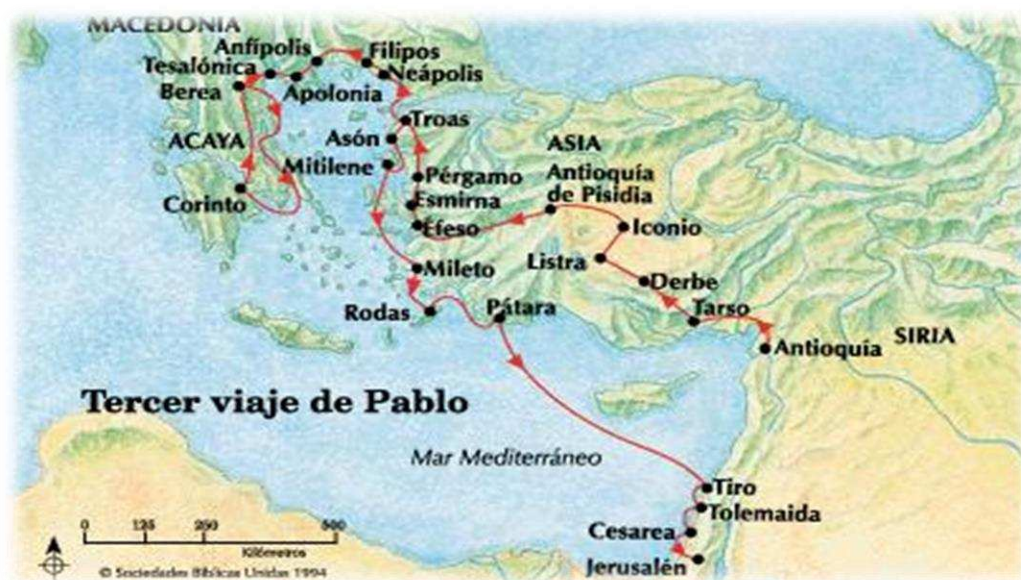 MACEDONIA
Anfípolis
Filipos
Tesalónica
Neápolis
Berea
Apolonia
Troas
Asón
ASIA
ACAYA
Mitilene
Antioquía
de Pisidia
Pérgamo
Esmirna
Corinto
Efeso
Iconio
Listra
Mileto
Derbe
Rodas
Pátara
Tarso
SIRIA
Antioquía
Tercer viaje de Pablo
Mar Mediterráneo
Tiro
Tolemaida
Cesarea
Jerusalén
0 125 250 500
Kilómetros
© Sociedades Bíblicas Unidas 1994